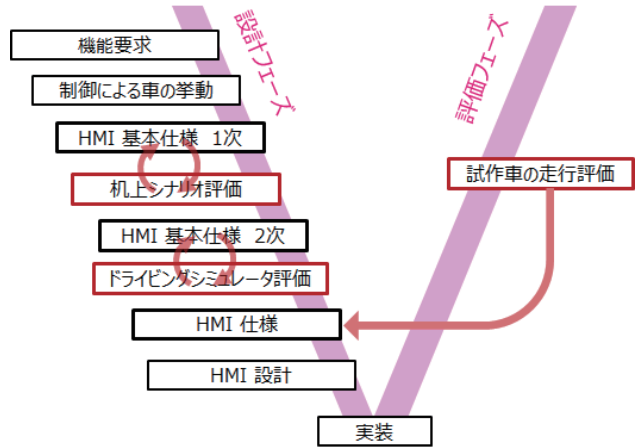 機能要求
制御による車の挙動
HMI 基本仕様 1次
机上シナリオ評価
HMI 基本仕様 2次
ドライビングシミュレータ評価
HMI 仕様
HMI 設計
実装
設計フェーズ
評価フェーズ
試作車の走行評価